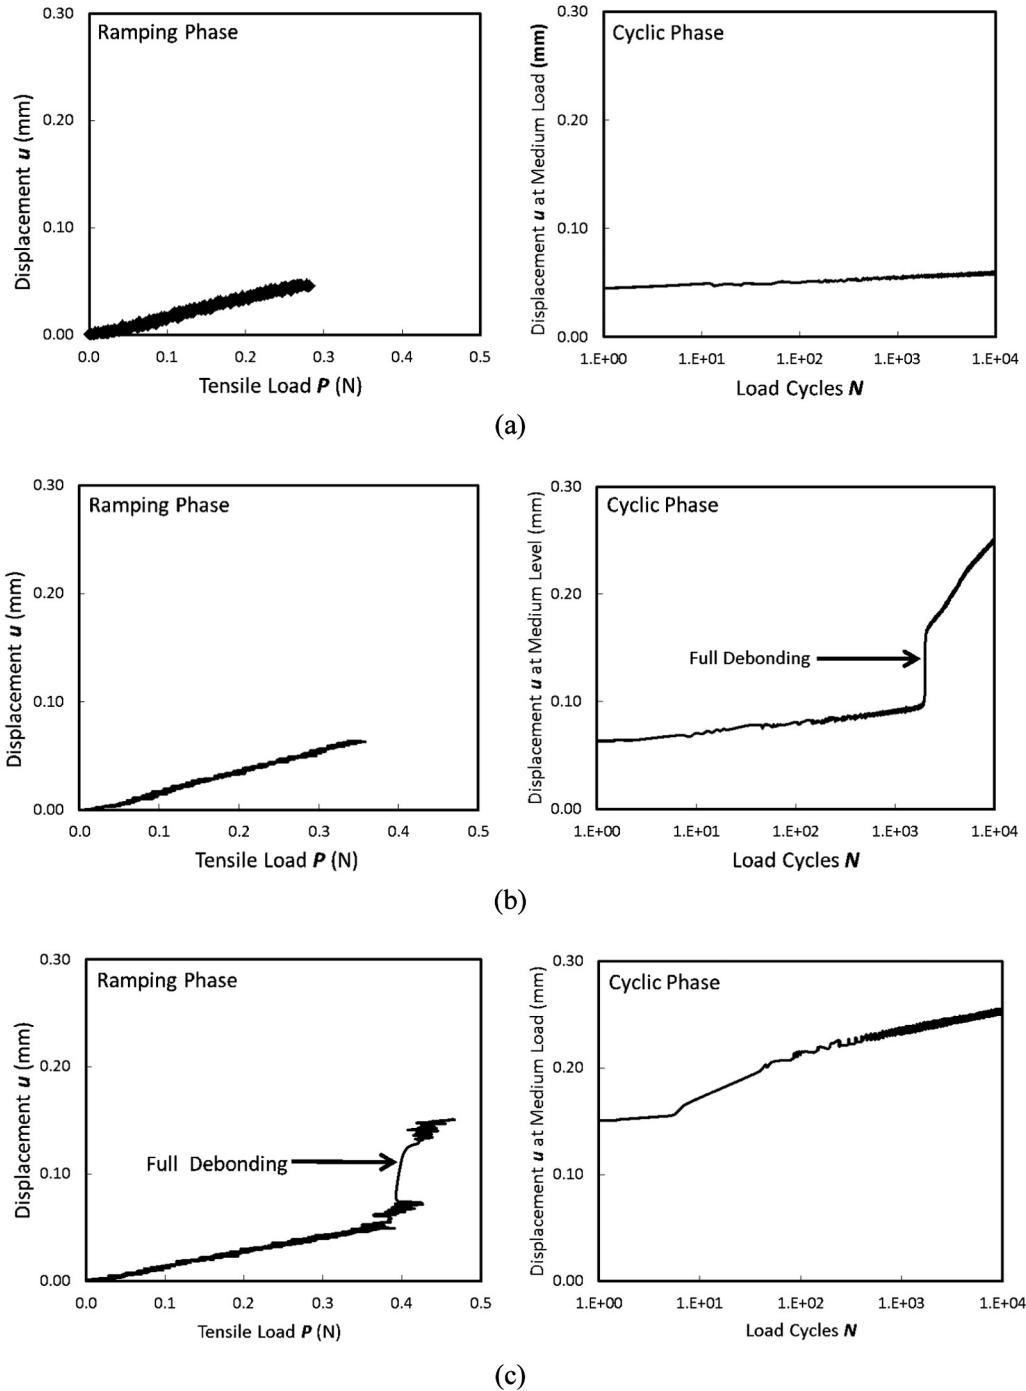 Ramping Phase
Displacement u (mm)
0.30
0.20
0.10
0.00
0.0 0.1 0.2 0.3 0.4 0.5
Tensile Load P (N)
Cyclic Phase
Displacement u at Medium Load (mm)
0.30
0.20
0.10
0.00
1.E+00 1.E+01 1.E+02 1.E+03 1.E+04
Load Cycles N
(a)
Ramping Phase
Displacement u (mm)
0.30
0.20
0.10
0.00
0.0 0.1 0.2 0.3 0.4 0.5
Tensile Load P (N)
Cyclic Phase
Displacement u at Medium Level (mm)
0.30
0.20
0.10
0.00
Full Debonding
1.E+00 1.E+01 1.E+02 1.E+03 1.E+04
Load Cycles N
(b)
Ramping Phase
Displacement u (mm)
0.30
0.20
0.10
0.00
Full Debonding
0.0 0.1 0.2 0.3 0.4 0.5
Tensile Load P (N)
Cyclic Phase
Displacement u at Medium Load (mm)
0.30
0.20
0.10
0.00
1.E+00 1.E+01 1.E+02 1.E+03 1.E+04
Load Cycles N
(c)